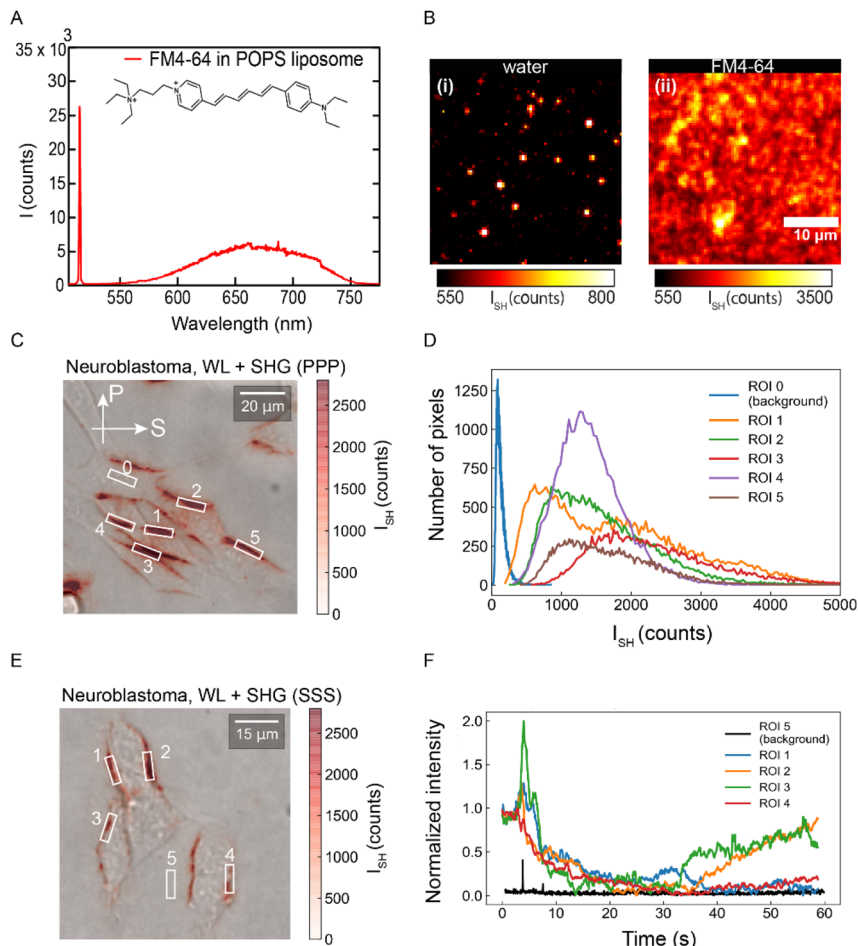 A
35 x 10
3
FM4-64 in POPS liposome
30
25
20
15
10
5
0
I (counts)
550
600
650
700
750
Wavelength (nm)
N
+
N
+
N
B
water
FM4-64
(i)
(ii)
10 µm
550
800
I_SH (counts)
550
3500
I_SH (counts)
C
Neuroblastoma, WL + SHG (PPP)
P
S
20 µm
0
1
2
3
4
5
2500
2000
1500
1000
500
0
I_SH (counts)
D
Number of pixels
1250
1000
750
500
250
0
0
1000
2000
3000
4000
5000
I_SH (counts)
ROI 0
(background)
ROI 1
ROI 2
ROI 3
ROI 4
ROI 5
E
Neuroblastoma, WL + SHG (SSS)
15 µm
1
2
3
4
5
2500
2000
1500
1000
500
0
I_SH (counts)
F
Normalized intensity
2.0
1.5
1.0
0.5
0.0
0
10
20
30
40
50
60
Time (s)
ROI 5
(background)
ROI 1
ROI 2
ROI 3
ROI 4